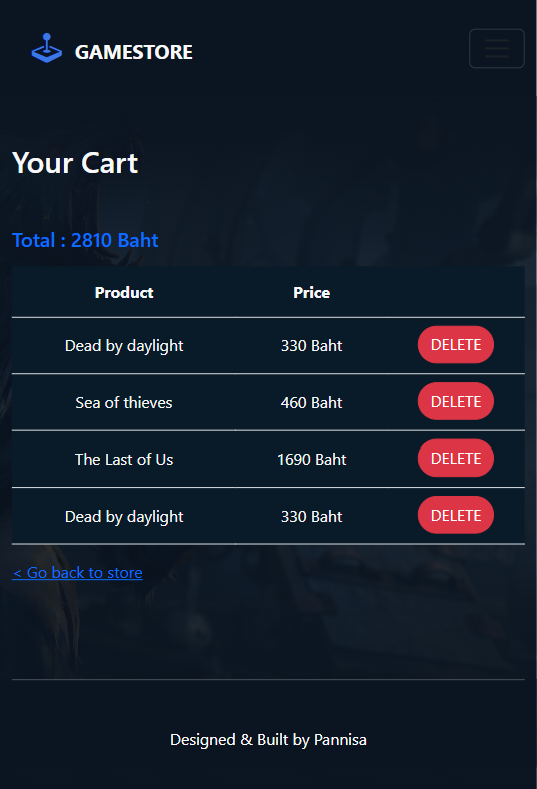 GAMESTORE
Your Cart
Total : 2810 Baht
Product Price
Dead by daylight 330 Baht DELETE
Sea of thieves 460 Baht DELETE
The Last of Us 1690 Baht DELETE
Dead by daylight 330 Baht DELETE
< Go back to store
Designed & Built by Pannisa